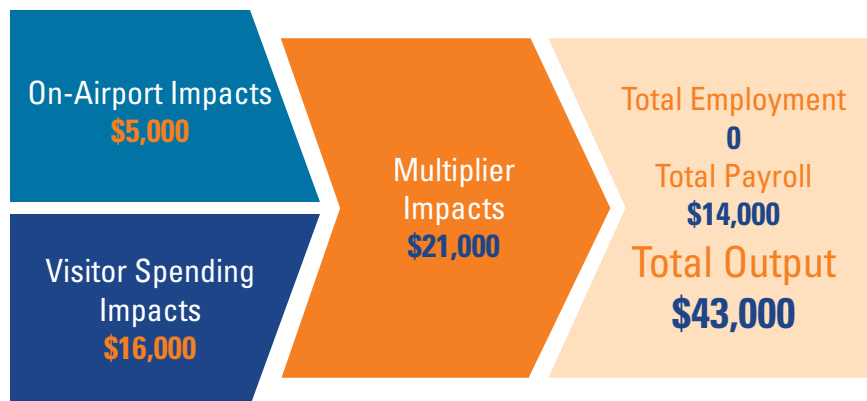 On-Airport Impacts
$5,000
Visitor Spending
Impacts
$16,000
Multiplier
Impacts
$21,000
Total Employment
0
Total Payroll
$14,000
Total Output
$43,000